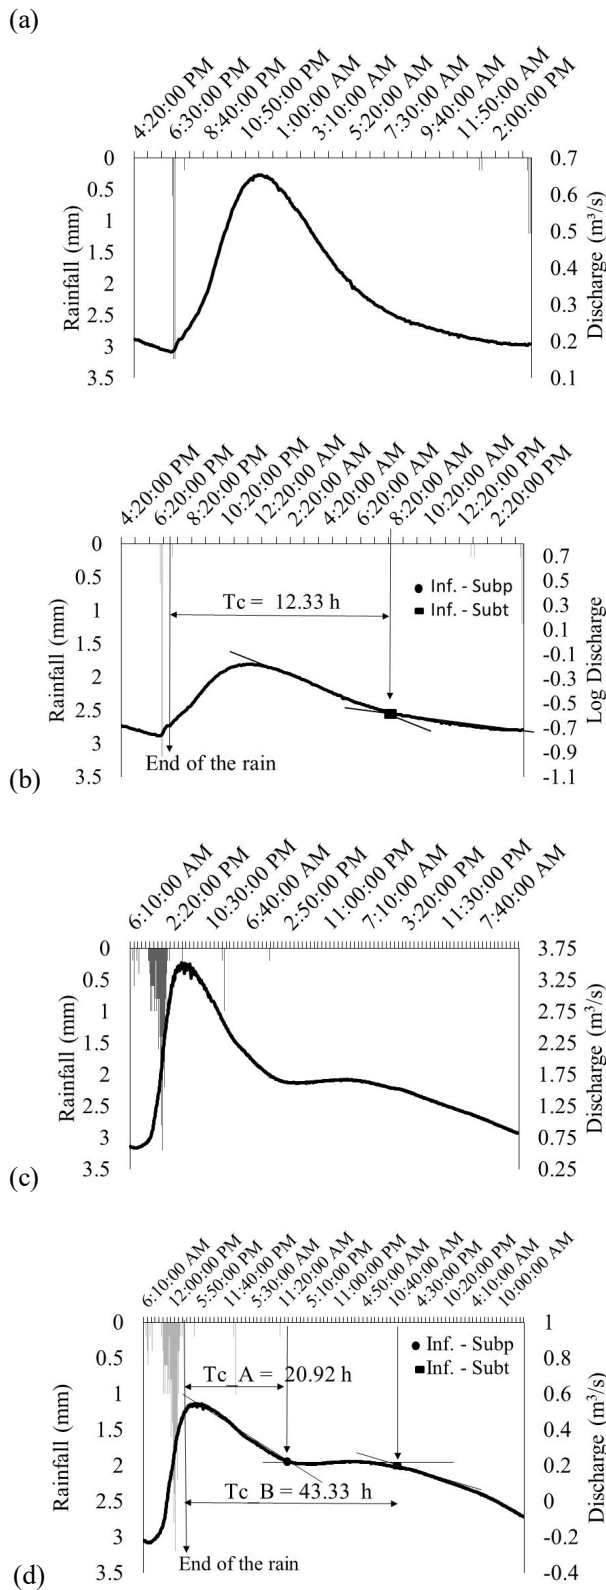 (a)
4:20:00 PM
6:30:00 PM
8:40:00 PM
10:50:00 PM
1:00:00 AM
3:10:00 AM
5:20:00 AM
7:30:00 AM
9:40:00 AM
11:50:00 AM
2:00:00 PM
Rainfall (mm)
0
0.5
1
1.5
2
2.5
3
3.5
0.7
0.6
0.5
0.4
0.3
0.2
0.1
Discharge (m³/s)
4:20:00 PM
6:20:00 PM
8:20:00 PM
10:20:00 PM
12:20:00 AM
2:20:00 AM
4:20:00 AM
6:20:00 AM
8:20:00 AM
10:20:00 AM
12:20:00 PM
2:20:00 PM
Rainfall (mm)
0
0.5
1
1.5
2
2.5
3
3.5
Inf. - Subp
Inf. - Subt
Tc = 12.33 h
End of the rain
0.7
0.5
0.3
0.1
-0.1
-0.3
-0.5
-0.7
-0.9
-1.1
Log Discharge
(b)
6:10:00 AM
2:20:00 PM
10:30:00 PM
6:40:00 AM
2:50:00 PM
11:00:00 PM
7:10:00 AM
3:20:00 PM
11:30:00 PM
7:40:00 AM
Rainfall (mm)
0
0.5
1
1.5
2
2.5
3
3.5
3.75
3.25
2.75
2.25
1.75
1.25
0.75
0.25
Discharge (m³/s)
(c)
6:10:00 AM
12:00:00 PM
5:50:00 PM
11:40:00 PM
5:30:00 AM
11:20:00 AM
5:10:00 PM
11:00:00 PM
4:50:00 AM
10:40:00 AM
4:30:00 PM
10:20:00 PM
4:10:00 AM
10:00:00 AM
Rainfall (mm)
0
0.5
1
1.5
2
2.5
3
3.5
Inf. - Subp
Inf. - Subt
Tc_A = 20.92 h
Tc_B = 43.33 h
End of the rain
1
0.8
0.6
0.4
0.2
0
-0.2
-0.4
Discharge (m³/s)
(d)